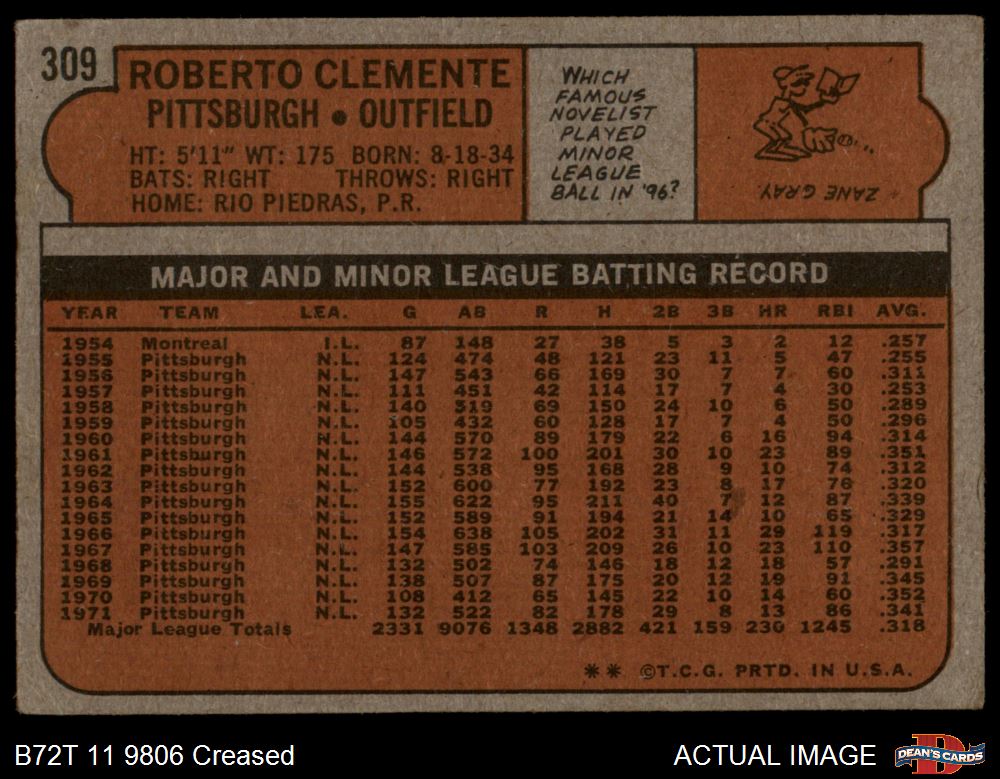 309
ROBERTO CLEMENTE
PITTSBURGH • OUTFIELD
HT: 5'11" WT: 175 BORN: 8-18-34
BATS: RIGHT THROWS: RIGHT
HOME: RIO PIEDRAS, P.R.
WHICH
FAMOUS
NOVELIST
PLAYED
MINOR
LEAGUE
BALL IN '96?
ZANE GRAY.
MAJOR AND MINOR LEAGUE BATTING RECORD
YEAR TEAM LEA. G AB R H 2B 3B HR RBI AVG.
1954 Montreal I.L. 87 148 27 38 5 3 2 12 .257
1955 Pittsburgh N.L. 124 474 48 121 23 11 5 47 .255
1956 Pittsburgh N.L. 147 543 66 169 30 7 7 60 .311
1957 Pittsburgh N.L. 111 451 42 114 17 7 4 30 .253
1958 Pittsburgh N.L. 140 519 69 150 24 10 6 50 .289
1959 Pittsburgh N.L. 105 432 60 128 17 7 4 50 .296
1960 Pittsburgh N.L. 144 570 89 179 22 6 16 94 .314
1961 Pittsburgh N.L. 146 572 100 201 30 10 23 89 .351
1962 Pittsburgh N.L. 144 538 95 168 28 9 10 74 .312
1963 Pittsburgh N.L. 152 600 77 192 23 8 17 76 .320
1964 Pittsburgh N.L. 155 622 95 211 40 7 12 87 .339
1965 Pittsburgh N.L. 152 589 91 194 21 14 10 65 .329
1966 Pittsburgh N.L. 154 638 105 202 31 11 29 119 .317
1967 Pittsburgh N.L. 147 585 103 209 26 10 23 110 .357
1968 Pittsburgh N.L. 132 502 74 146 18 12 18 57 .291
1969 Pittsburgh N.L. 138 507 87 175 20 12 19 91 .345
1970 Pittsburgh N.L. 108 412 65 145 22 10 14 60 .352
1971 Pittsburgh N.L. 132 522 82 178 29 8 13 86 .341
Major League Totals 2331 9076 1348 2882 421 159 230 1245 .318
** ©T.C.G. PRTD. IN U.S.A.
B72T 11 9806 Creased
ACTUAL IMAGE
DEAN'S CARDS